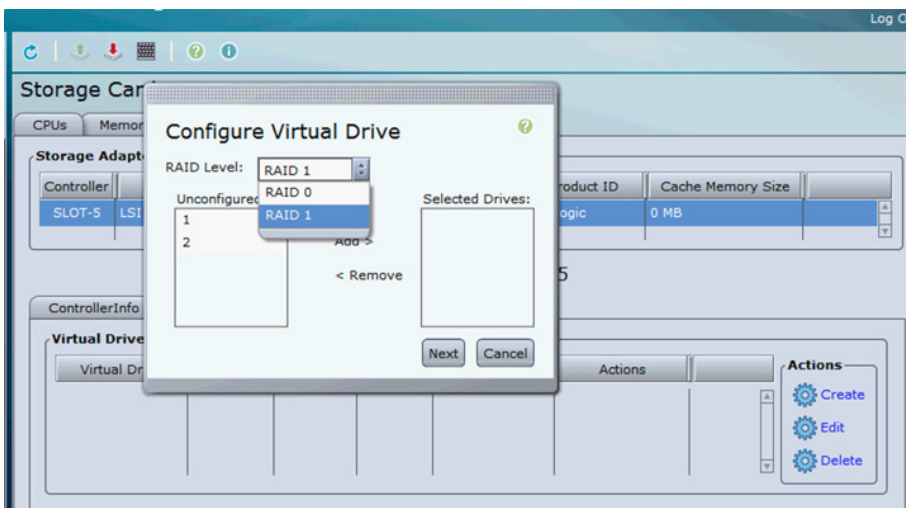 Log O
Storage Car
CPUs Memor
Configure Virtual Drive
Storage Adapt
RAID Level: RAID 1
RAID 0
RAID 1
Unconfigured
Selected Drives:
1
2
Add >
< Remove
Next Cancel
Controller roduct ID Cache Memory Size
SLOT-5 LSI ogic 0 MB
5
ControllerInfo
Virtual Drive
Virtual Dr Actions
Actions
Create
Edit
Delete